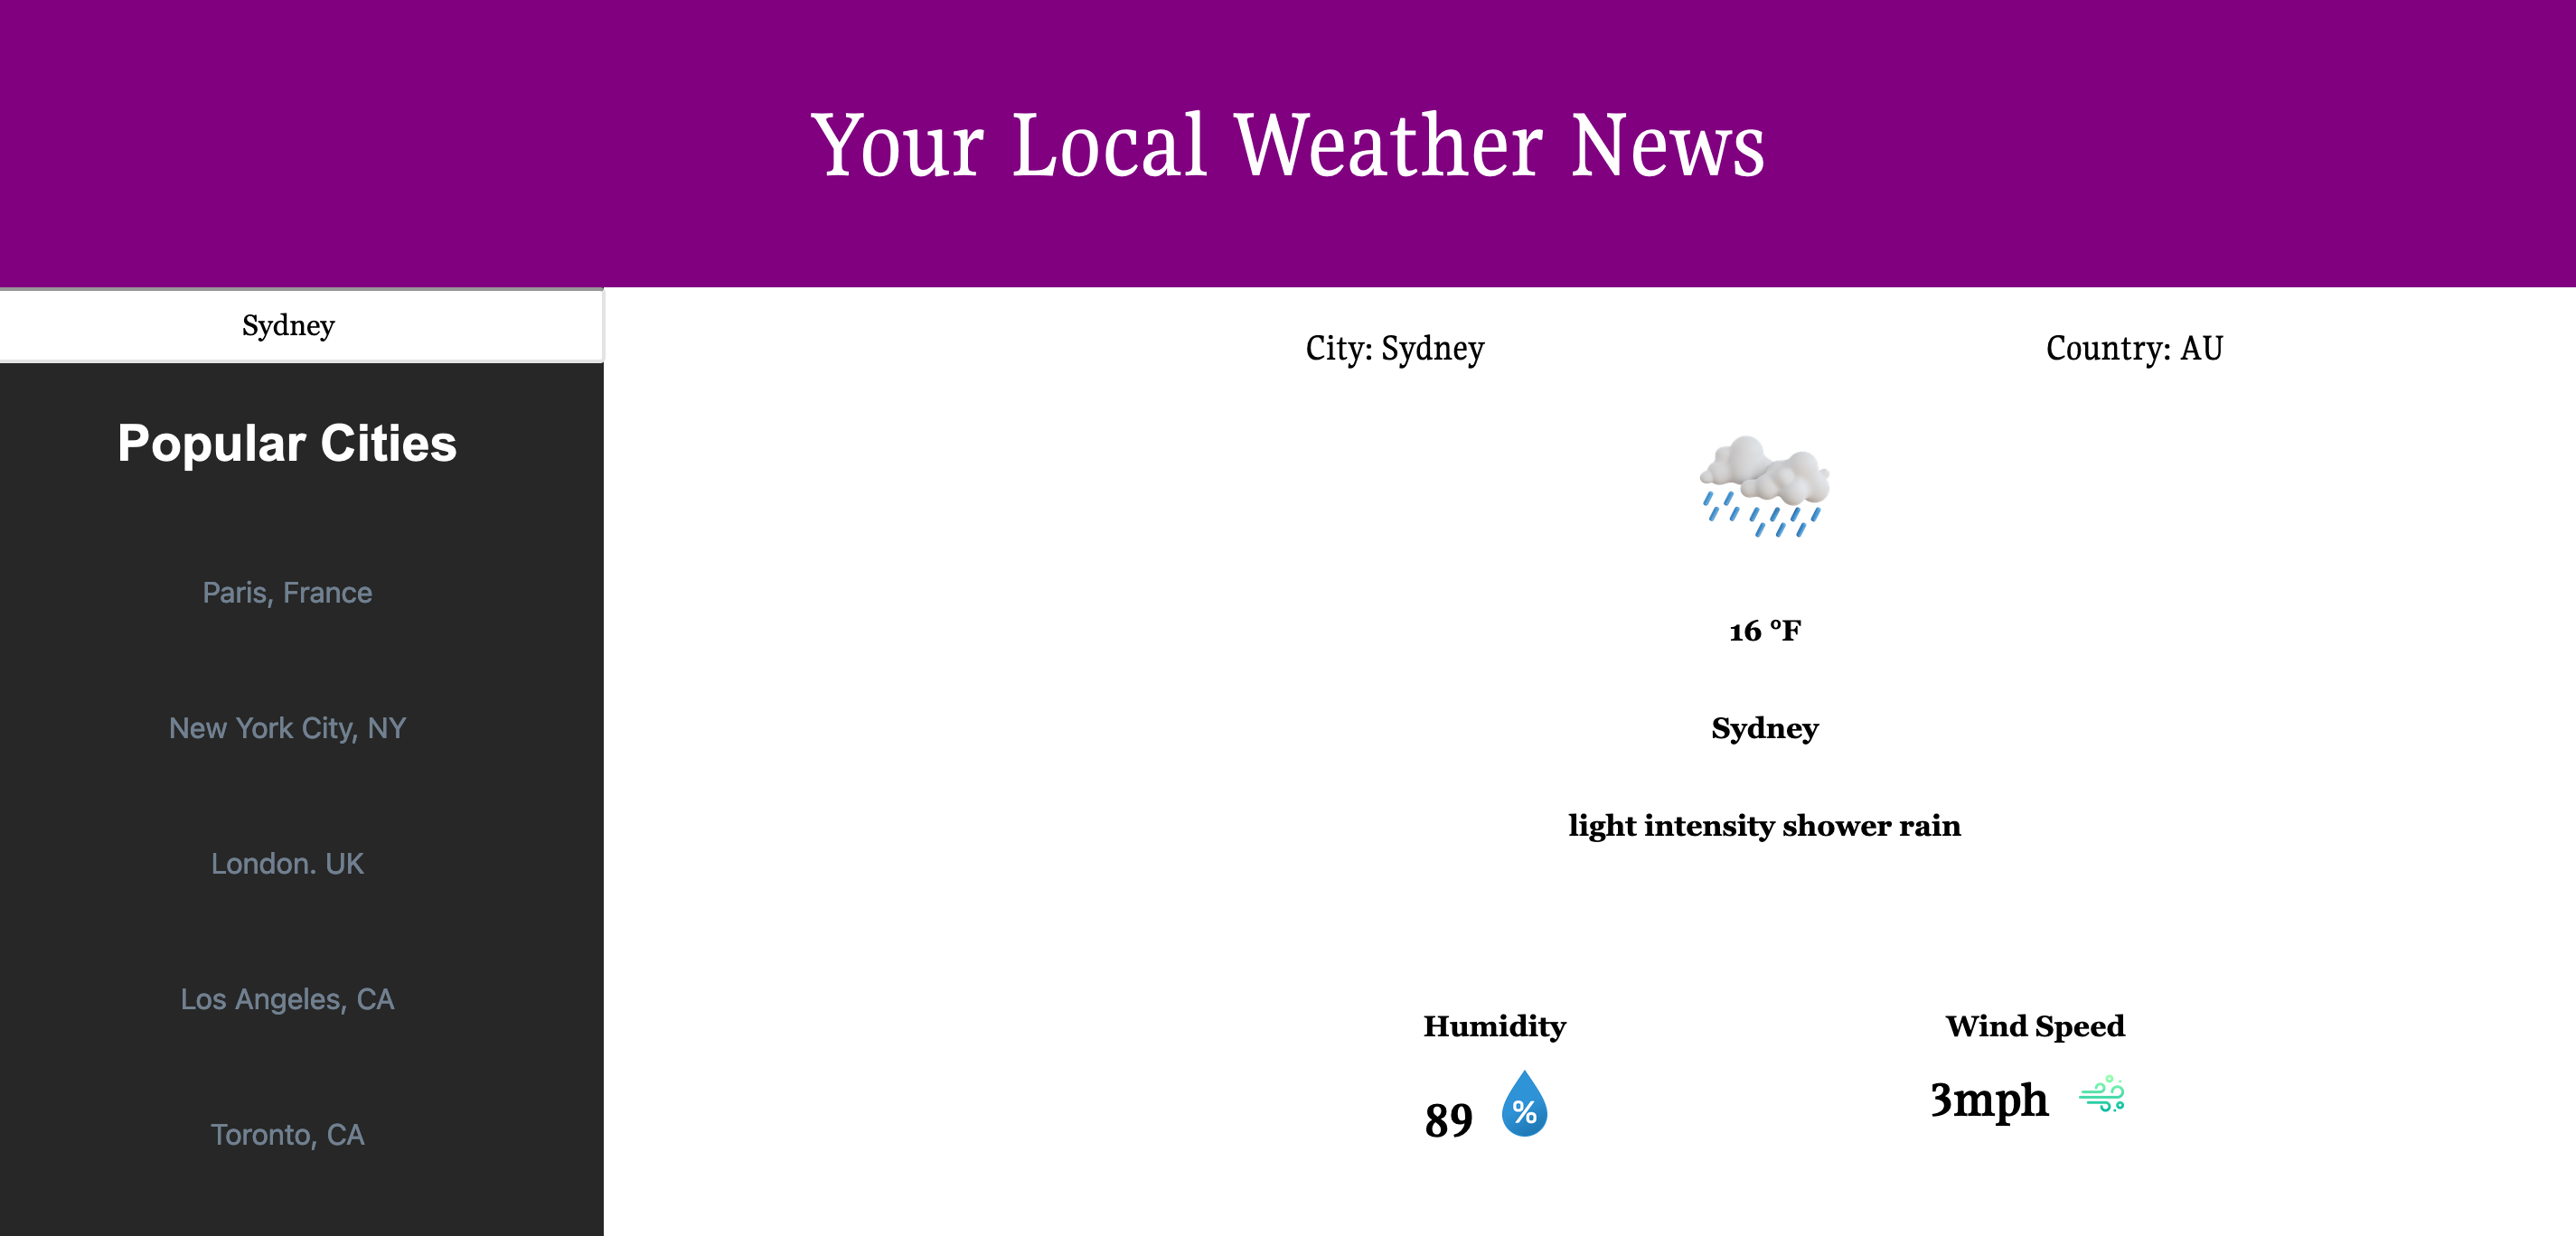 Your Local Weather News
Sydney
Popular Cities
Paris, France
New York City, NY
London. UK
Los Angeles, CA
Toronto, CA
City: Sydney
Country: AU
16 °F
Sydney
light intensity shower rain
Humidity
89 %
Wind Speed
3mph